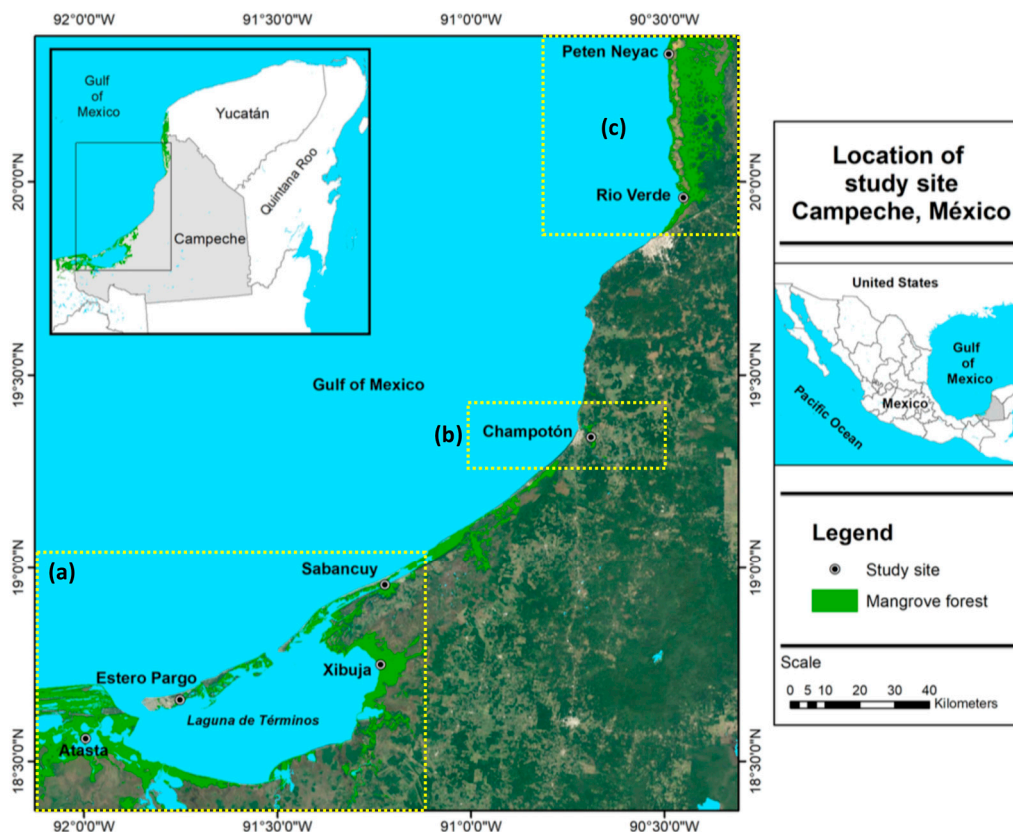 92°0'0"W
91°30'0"W
91°0'0"W
90°30'0"W
Gulf
of
Mexico
Yucatán
Quintana Roo
Campeche
Peten Neyac
(c)
Rio Verde
20°0'0"N
20°0'0"N
19°30'0"N
19°30'0"N
Gulf of Mexico
(b)
Champotón
19°0'0"N
19°0'0"N
(a)
Sabancuy
Xibuja
Estero Pargo
Laguna de Términos
Atasta
18°30'0"N
18°30'0"N
92°0'0"W
91°30'0"W
91°0'0"W
90°30'0"W
Location of
study site
Campeche, México
United States
Gulf
of
Mexico
Mexico
Pacific Ocean
Legend
Study site
Mangrove forest
Scale
0 5 10 20 30 40
Kilometers